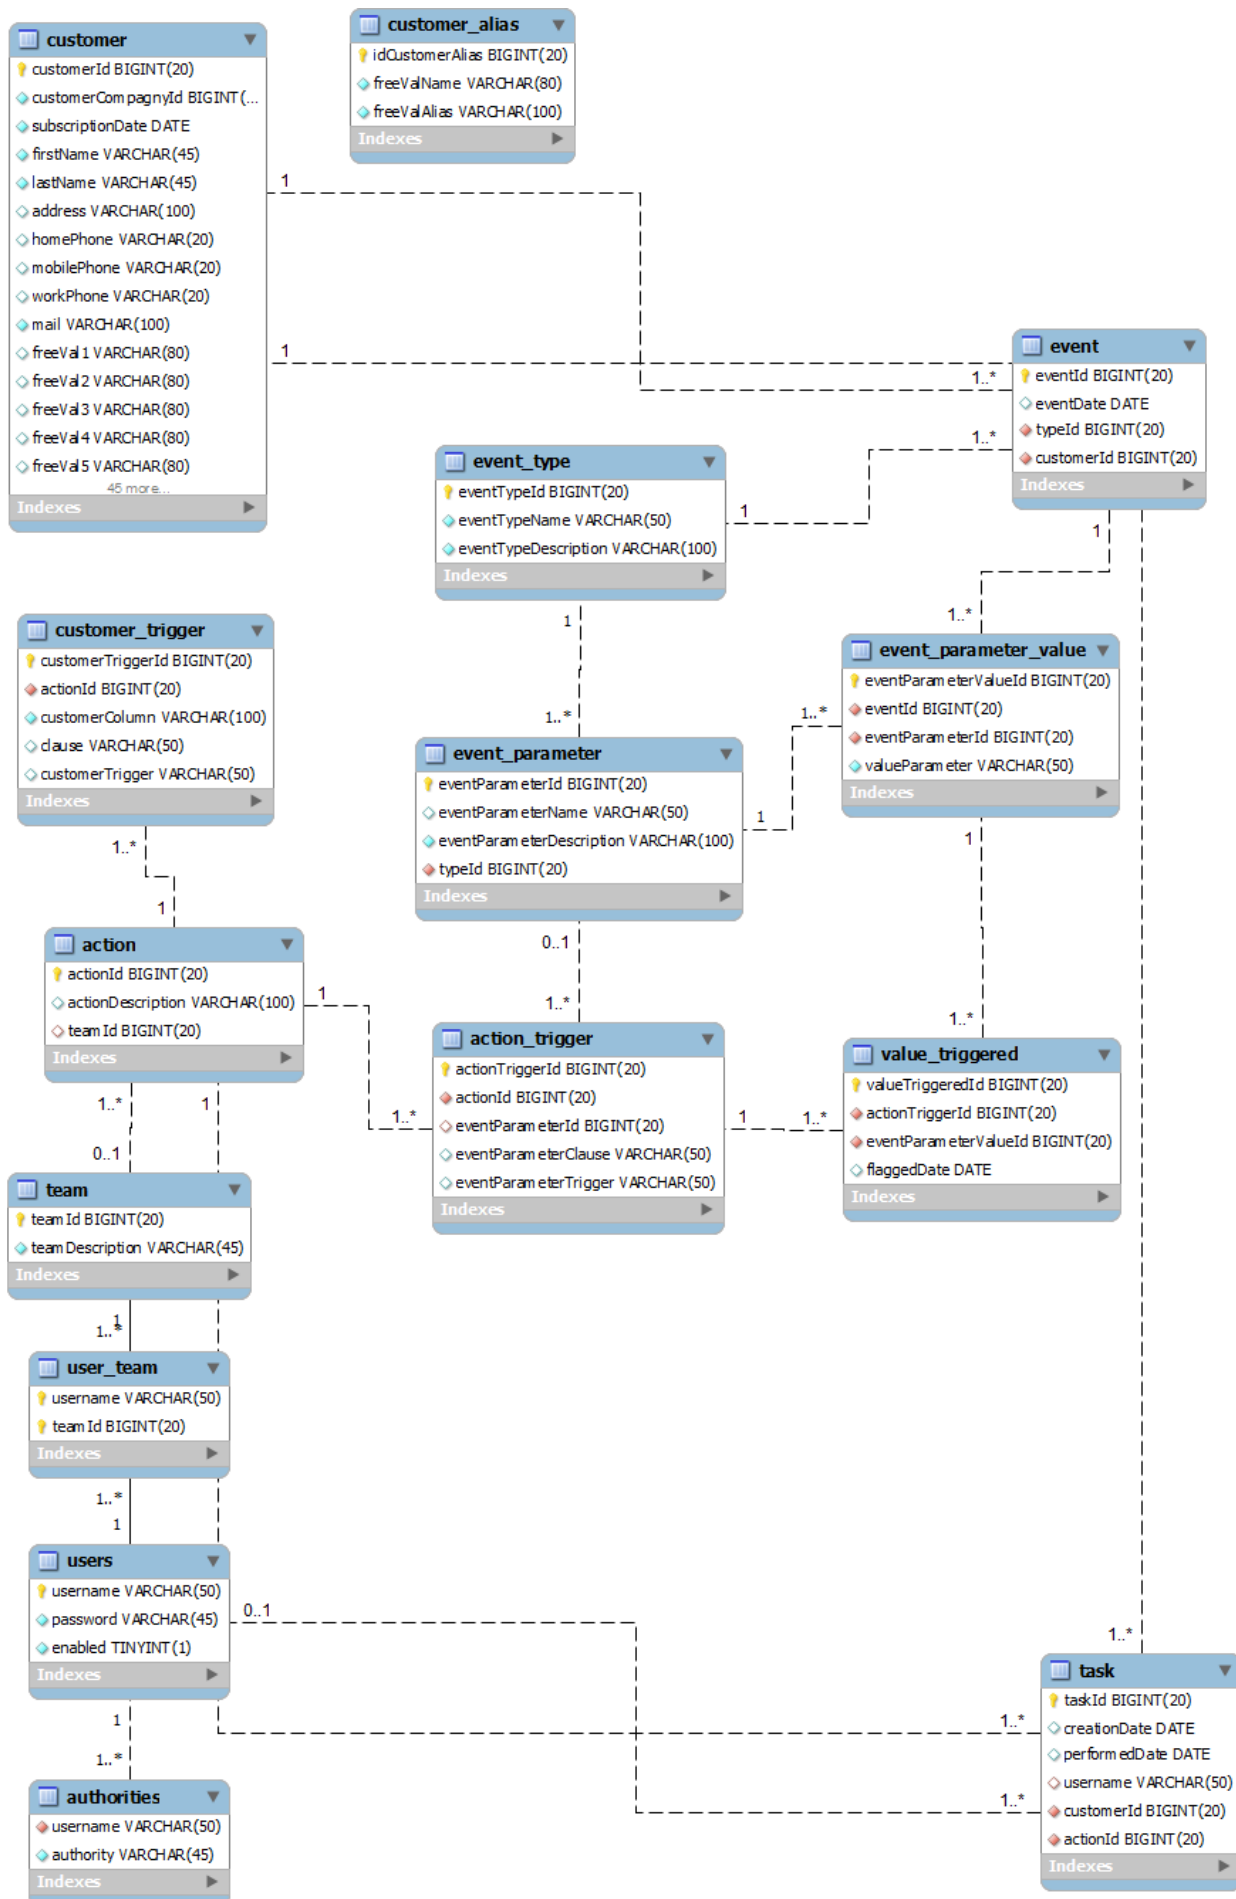 customer
customerId BIGINT(20)
customerCompagnyId BIGINT(...
subscriptionDate DATE
firstName VARCHAR(45)
lastName VARCHAR(45)
address VARCHAR(100)
homePhone VARCHAR(20)
mobilePhone VARCHAR(20)
workPhone VARCHAR(20)
mail VARCHAR(100)
freeVal1 VARCHAR(80)
freeVal2 VARCHAR(80)
freeVal3 VARCHAR(80)
freeVal4 VARCHAR(80)
freeVal5 VARCHAR(80)
45 more...
Indexes
customer_alias
idCustomerAlias BIGINT(20)
freeValName VARCHAR(80)
freeValAlias VARCHAR(100)
Indexes
1
1
1..*
event
eventId BIGINT(20)
eventDate DATE
typeId BIGINT(20)
customerId BIGINT(20)
Indexes
1..*
1
event_type
eventTypeId BIGINT(20)
eventTypeName VARCHAR(50)
eventTypeDescription VARCHAR(100)
Indexes
1
1..*
1
1..*
customer_trigger
customerTriggerId BIGINT(20)
actionId BIGINT(20)
customerColumn VARCHAR(100)
clause VARCHAR(50)
customerTrigger VARCHAR(50)
Indexes
1..*
1
event_parameter
eventParameterId BIGINT(20)
eventParameterName VARCHAR(50)
eventParameterDescription VARCHAR(100)
typeId BIGINT(20)
Indexes
1
1..*
event_parameter_value
eventParameterValueId BIGINT(20)
eventId BIGINT(20)
eventParameterId BIGINT(20)
valueParameter VARCHAR(50)
Indexes
1
1..*
0..1
1..*
action
actionId BIGINT(20)
actionDescription VARCHAR(100)
teamId BIGINT(20)
Indexes
1
1..*
1..*
1
0..1
action_trigger
actionTriggerId BIGINT(20)
actionId BIGINT(20)
eventParameterId BIGINT(20)
eventParameterClause VARCHAR(50)
eventParameterTrigger VARCHAR(50)
Indexes
1
1..*
value_triggered
valueTriggeredId BIGINT(20)
actionTriggerId BIGINT(20)
eventParameterValueId BIGINT(20)
flaggedDate DATE
Indexes
team
teamId BIGINT(20)
teamDescription VARCHAR(45)
Indexes
1
1..*
user_team
username VARCHAR(50)
teamId BIGINT(20)
Indexes
1..*
1
users
username VARCHAR(50)
password VARCHAR(45)
enabled TINYINT(1)
Indexes
0..1
1
1..*
authorities
username VARCHAR(50)
authority VARCHAR(45)
Indexes
1..*
1..*
1..*
task
taskId BIGINT(20)
creationDate DATE
performedDate DATE
username VARCHAR(50)
customerId BIGINT(20)
actionId BIGINT(20)
Indexes